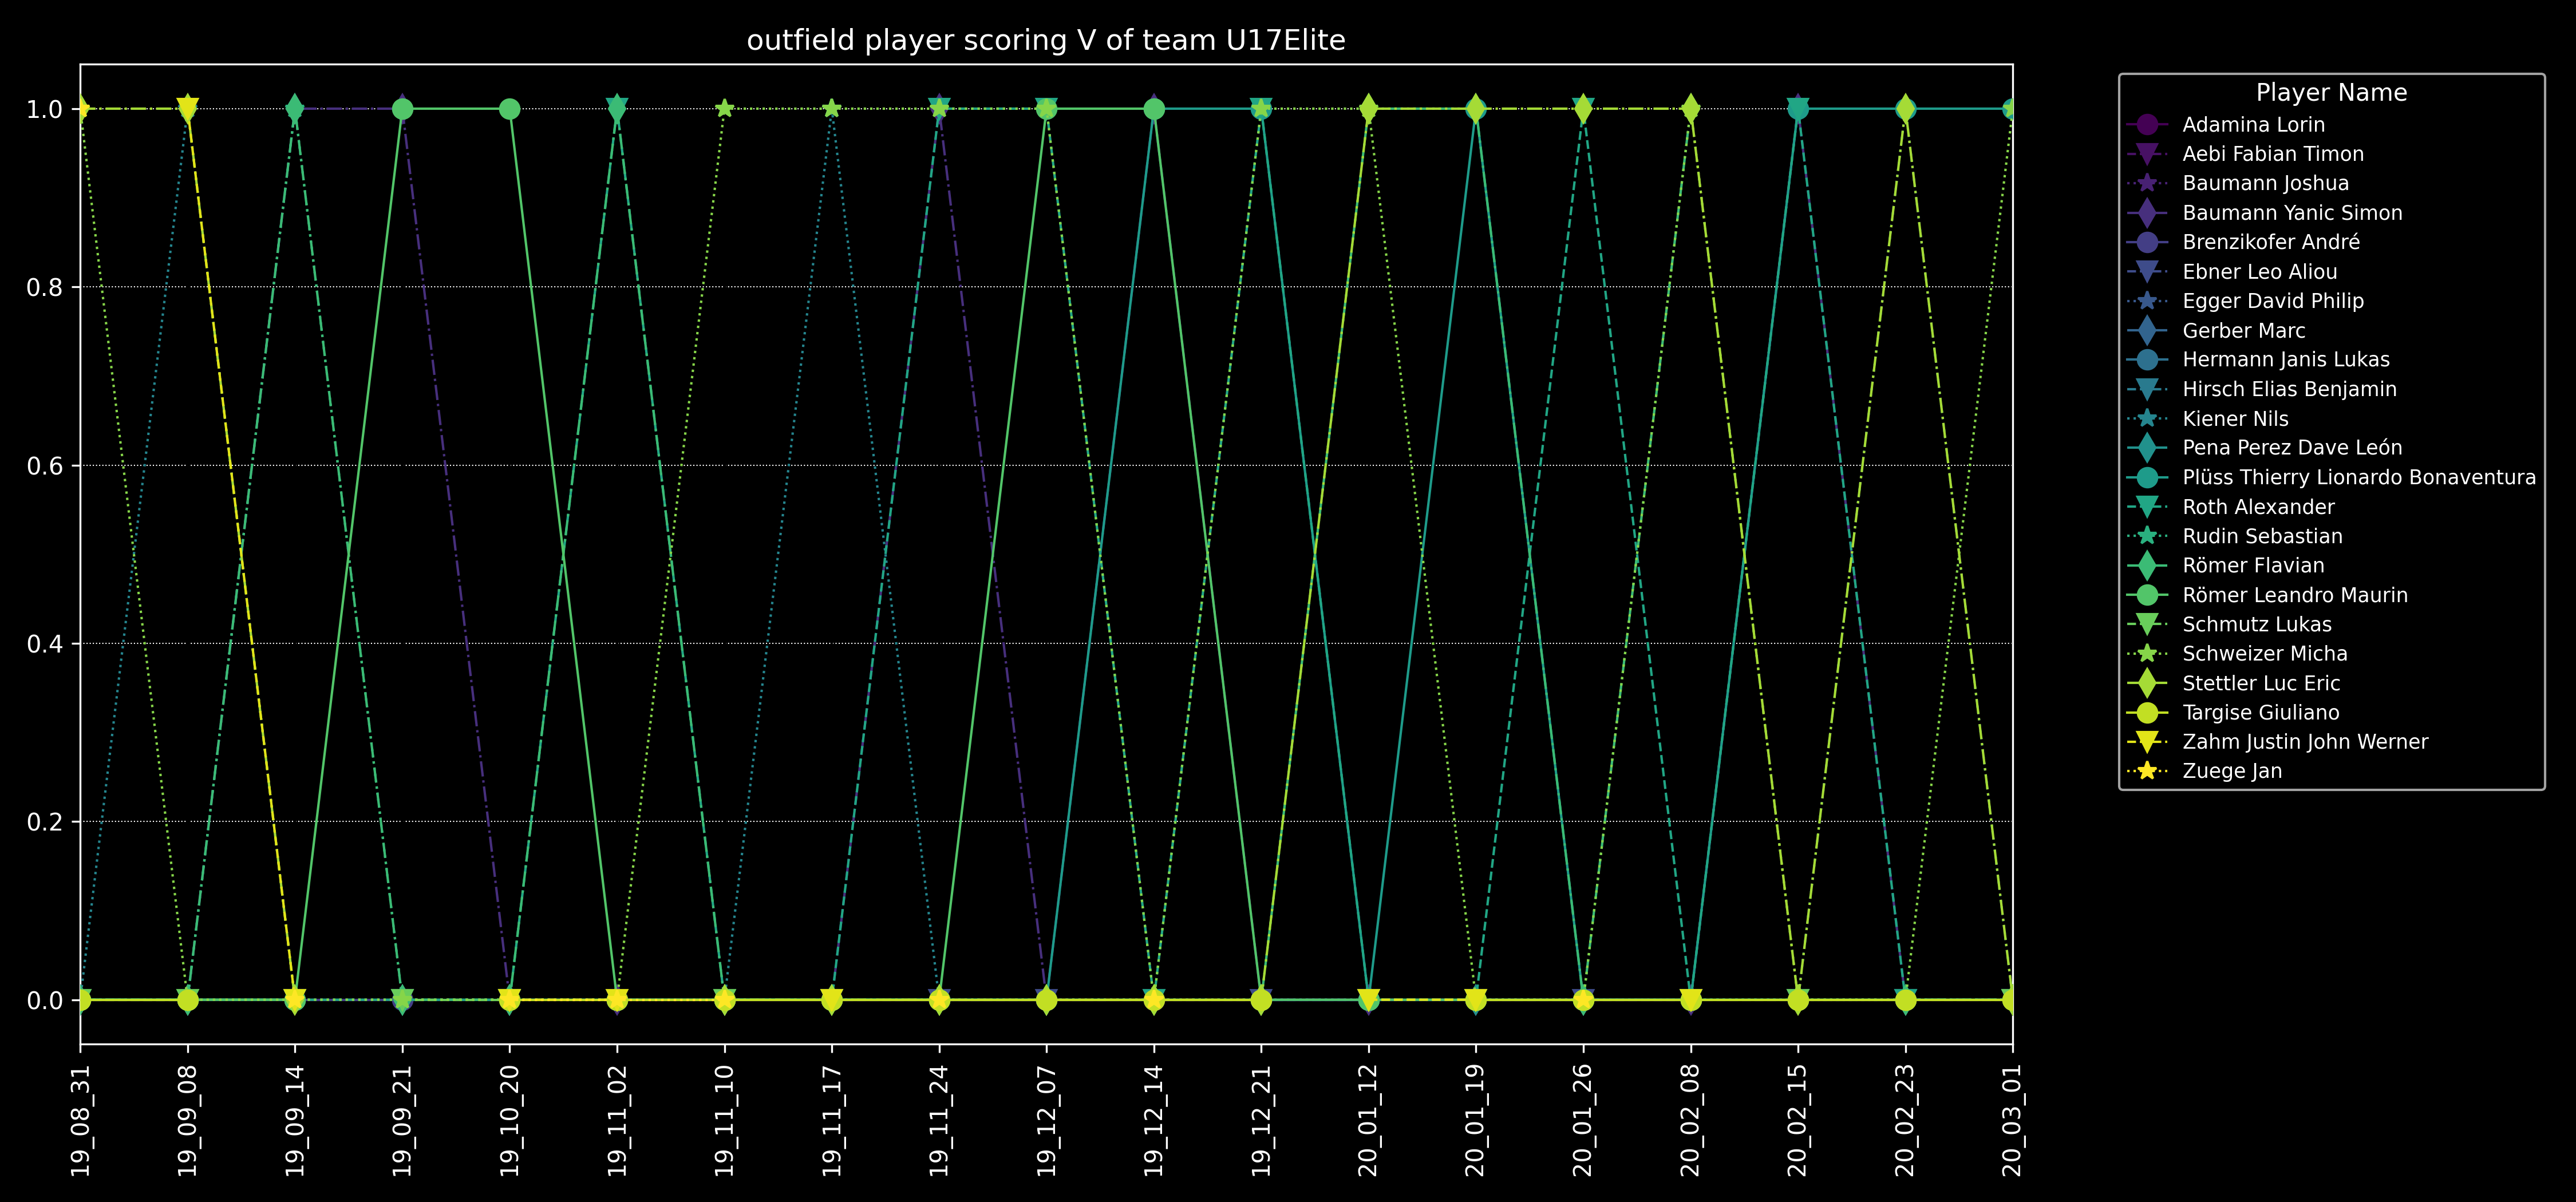 outfield player scoring V of team U17Elite
1.0
0.8
0.6
0.4
0.2
0.0
19_08_31
19_09_08
19_09_14
19_09_21
19_10_20
19_11_02
19_11_10
19_11_17
19_11_24
19_12_07
19_12_14
19_12_21
20_01_12
20_01_19
20_01_26
20_02_08
20_02_15
20_02_23
20_03_01
Player Name
Adamina Lorin
Aebi Fabian Timon
Baumann Joshua
Baumann Yanic Simon
Brenzikofer André
Ebner Leo Aliou
Egger David Philip
Gerber Marc
Hermann Janis Lukas
Hirsch Elias Benjamin
Kiener Nils
Pena Perez Dave León
Plüss Thierry Lionardo Bonaventura
Roth Alexander
Rudin Sebastian
Römer Flavian
Römer Leandro Maurin
Schmutz Lukas
Schweizer Micha
Stettler Luc Eric
Targise Giuliano
Zahm Justin John Werner
Zuege Jan